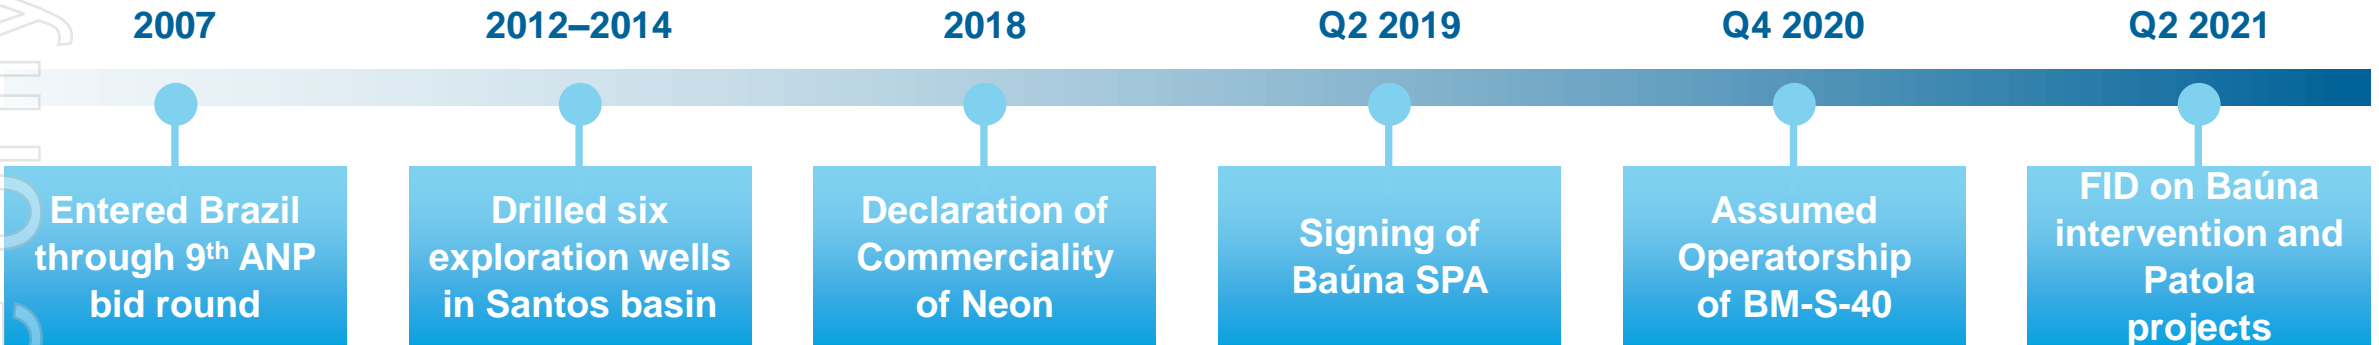 2007
2012–2014
2018
Q2 2019
Q4 2020
Q2 2021
Entered Brazil
through 9th ANP
bid round
Drilled six
exploration wells
in Santos basin
Declaration of
Commerciality
of Neon
Signing of
Baúna SPA
Assumed
Operatorship
of BM-S-40
FID on Baúna
intervention and
Patola
projects